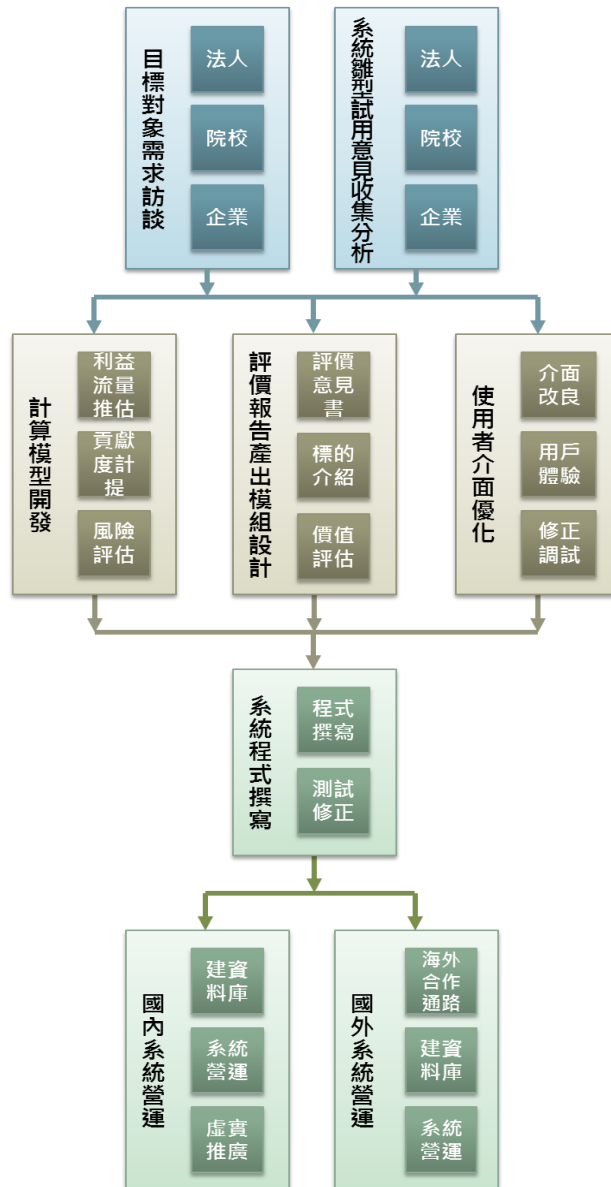 目標對象需求訪談
法人
院校
企業
系統雛型試用意見收集分析
法人
院校
企業
計算模型開發
利益
流量
推估
貢獻
度計
提
風險
評估
評價報告產出模組設計
評價
意見
書
標的
介紹
價值
評估
使用者介面優化
介面
改良
用戶
體驗
修正
調試
系統程式撰寫
程式
撰寫
測試
修正
國內系統營運
建資
料庫
系統
營運
虛實
推廣
國外系統營運
海外
合作
通路
建資
料庫
系統
營運